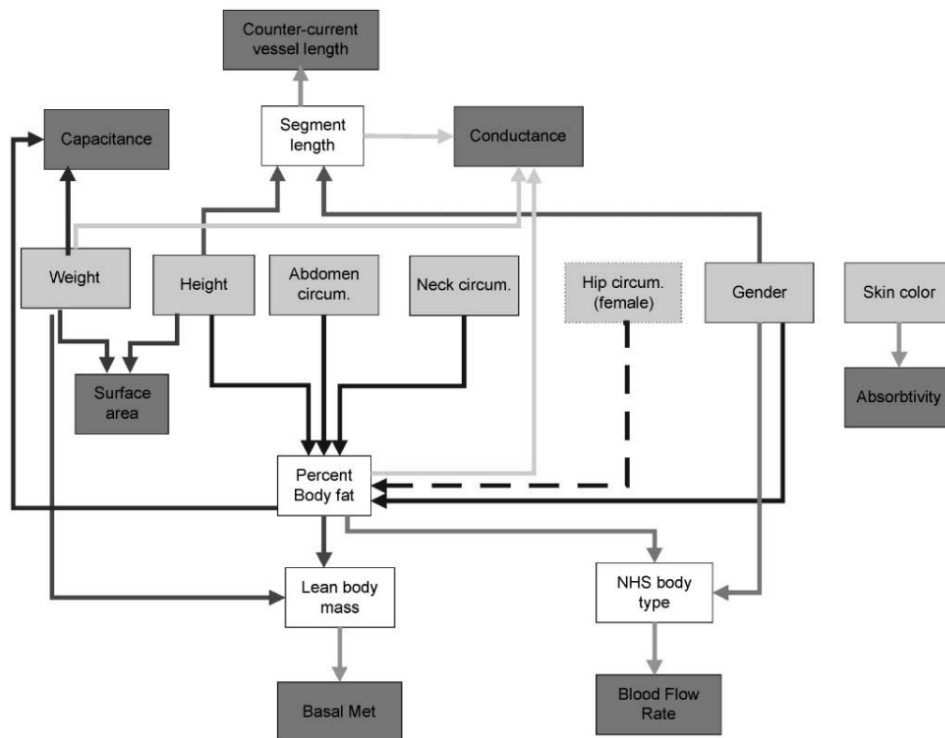 Counter-current
vessel length
Capacitance
Segment
length
Conductance
Weight
Height
Abdomen
circum.
Neck circum.
Hip circum.
(female)
Gender
Skin color
Surface
area
Absorbtivity
Percent
Body fat
Lean body
mass
NHS body
type
Basal Met
Blood Flow
Rate